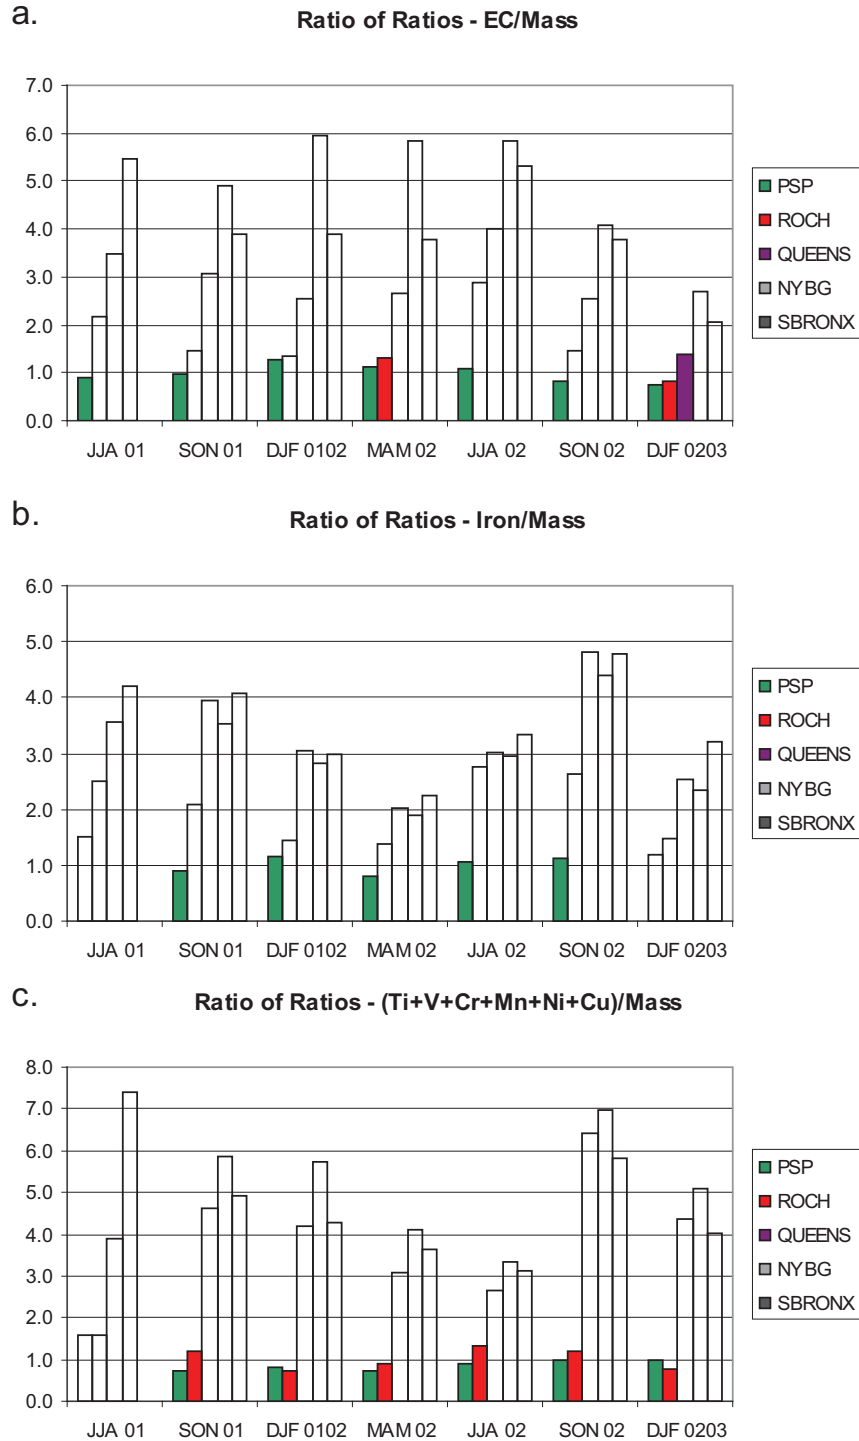 a.
Ratio of Ratios - EC/Mass
7.0
6.0
5.0
4.0
3.0
2.0
1.0
0.0
JJA 01 SON 01 DJF 0102 MAM 02 JJA 02 SON 02 DJF 0203
PSP
ROCH
QUEENS
NYBG
SBRONX
b.
Ratio of Ratios - Iron/Mass
6.0
5.0
4.0
3.0
2.0
1.0
0.0
JJA 01 SON 01 DJF 0102 MAM 02 JJA 02 SON 02 DJF 0203
PSP
ROCH
QUEENS
NYBG
SBRONX
c.
Ratio of Ratios - (Ti+V+Cr+Mn+Ni+Cu)/Mass
8.0
7.0
6.0
5.0
4.0
3.0
2.0
1.0
0.0
JJA 01 SON 01 DJF 0102 MAM 02 JJA 02 SON 02 DJF 0203
PSP
ROCH
QUEENS
NYBG
SBRONX